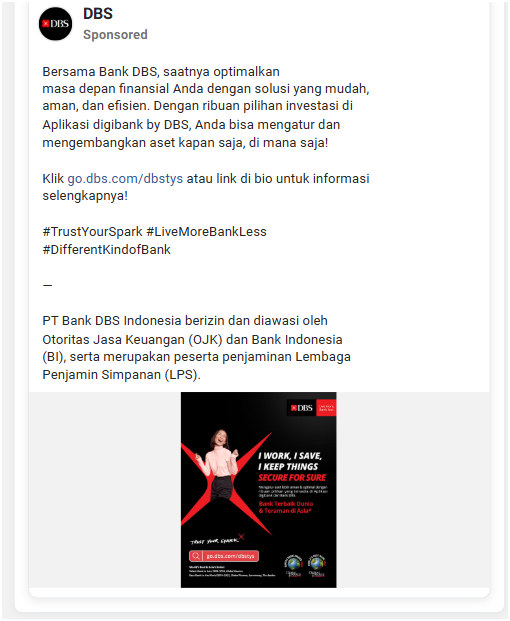 DBS
DBS
Sponsored
Bersama Bank DBS, saatnya optimalkan
masa depan finansial Anda dengan solusi yang mudah,
aman, dan efisien. Dengan ribuan pilihan investasi di
Aplikasi digibank by DBS, Anda bisa mengatur dan
mengembangkan aset kapan saja, di mana saja!
Klik go.dbs.com/dbstys atau link di bio untuk informasi
selengkapnya!
#TrustYourSpark #LiveMoreBankLess
#DifferentKindofBank
—
PT Bank DBS Indonesia berizin dan diawasi oleh
Otoritas Jasa Keuangan (OJK) dan Bank Indonesia
(BI), serta merupakan peserta penjaminan Lembaga
Penjamin Simpanan (LPS).
DBS
I WORK, I SAVE,
I KEEP THINGS
SECURE FOR SURE
Bank Terbaik Dunia
& Teraman di Asia*
TRUST YOUR SPARK
go.dbs.com/dbstys